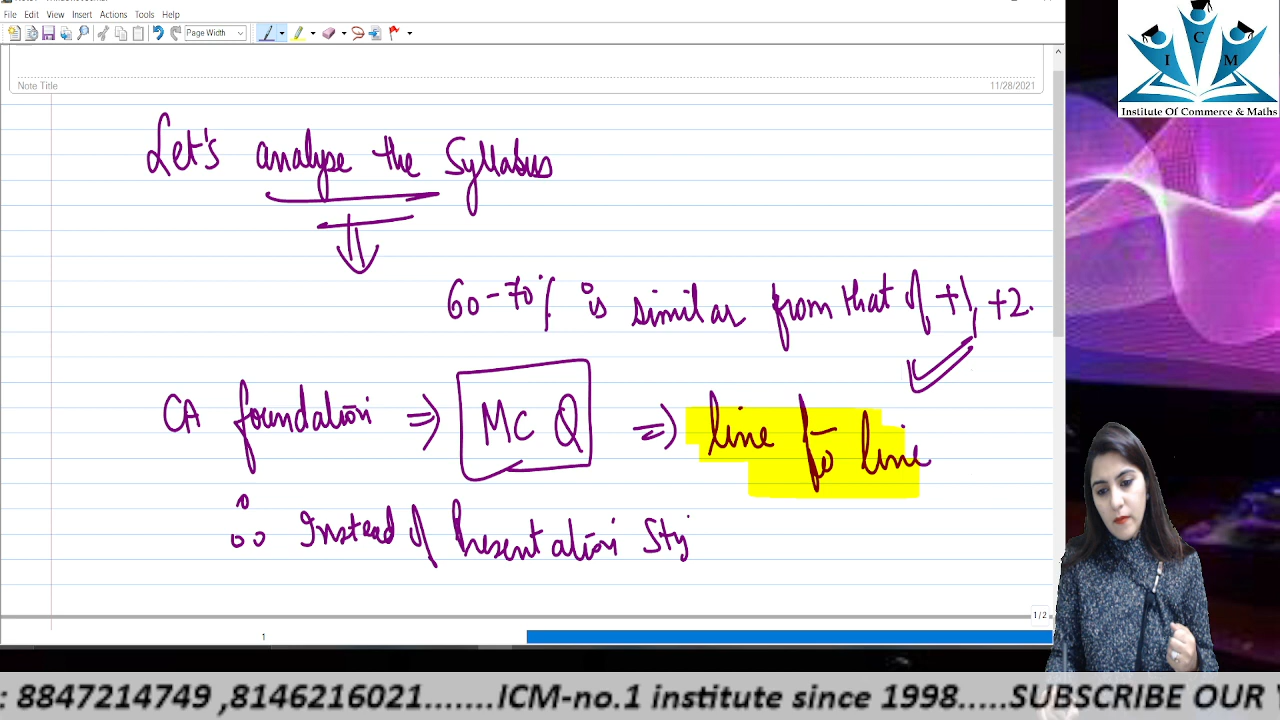 File Edit View Insert Actions Tools Help
Page Width
Note Title
11/28/2021
Let's analyse the Syllabus
60-70% is similar from that of +1, +2.
CA foundation ⇒ McQ ⇒ line to line
∴ Instead of Presentation Sty
1/2
1
I C M
Institute Of Commerce & Maths
: 8847214749 ,8146216021.......ICM-no.1 institute since 1998.....SUBSCRIBE OUR